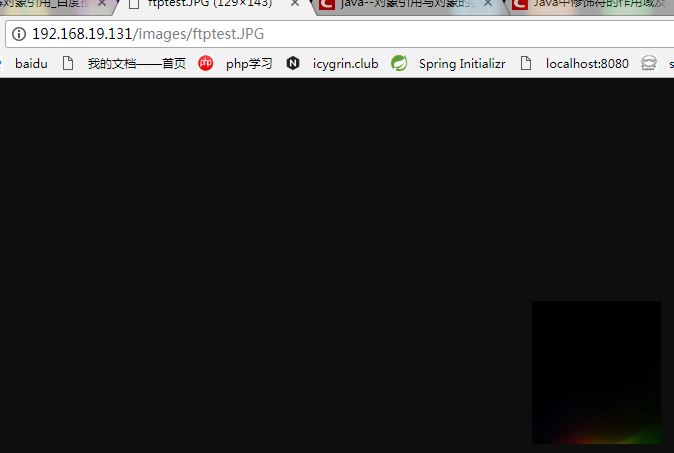 对象引用_百度搜 ftptest.JPG (129×143) java--对象引用与对象的 Java中修饰符的作用域及
192.168.19.131/images/ftptest.JPG
baidu 我的文档——首页 php php学习 N icygrin.club Spring Initializr localhost:8080